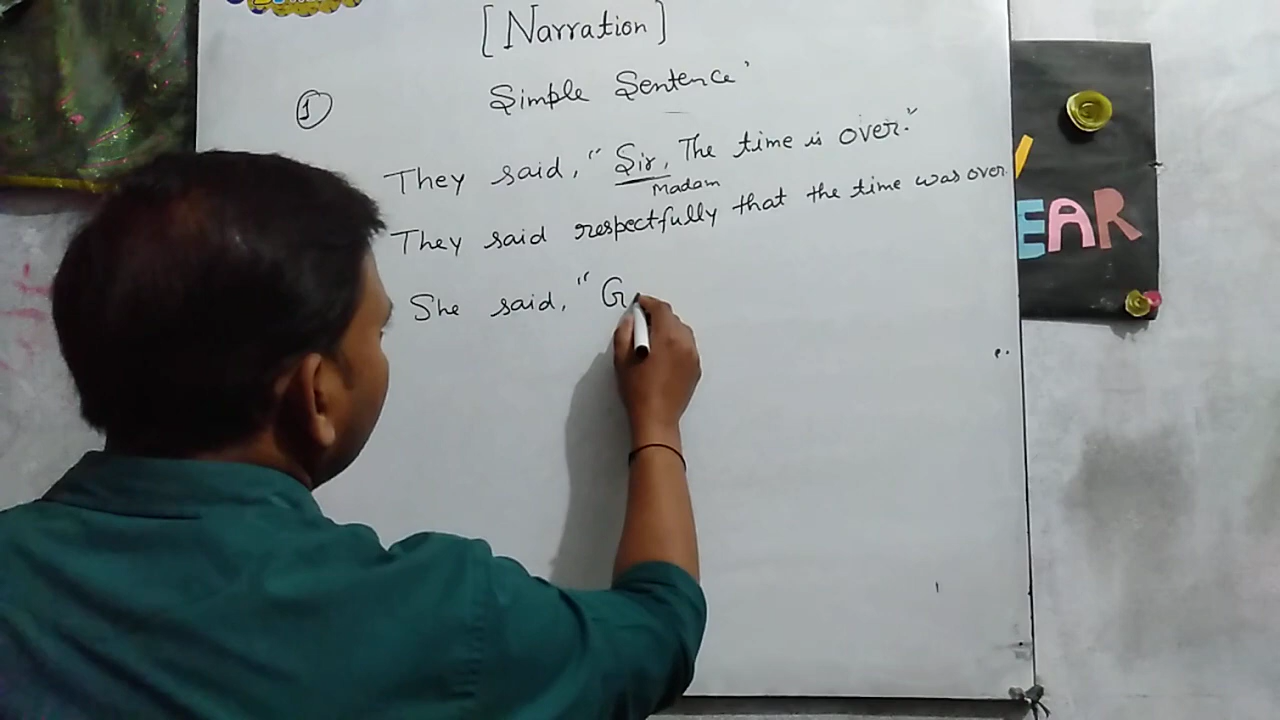 [Narration]
① Simple Sentence
They said, "Sir, The time is over."
Madam
They said respectfully that the time was over
She said, "G
EAR